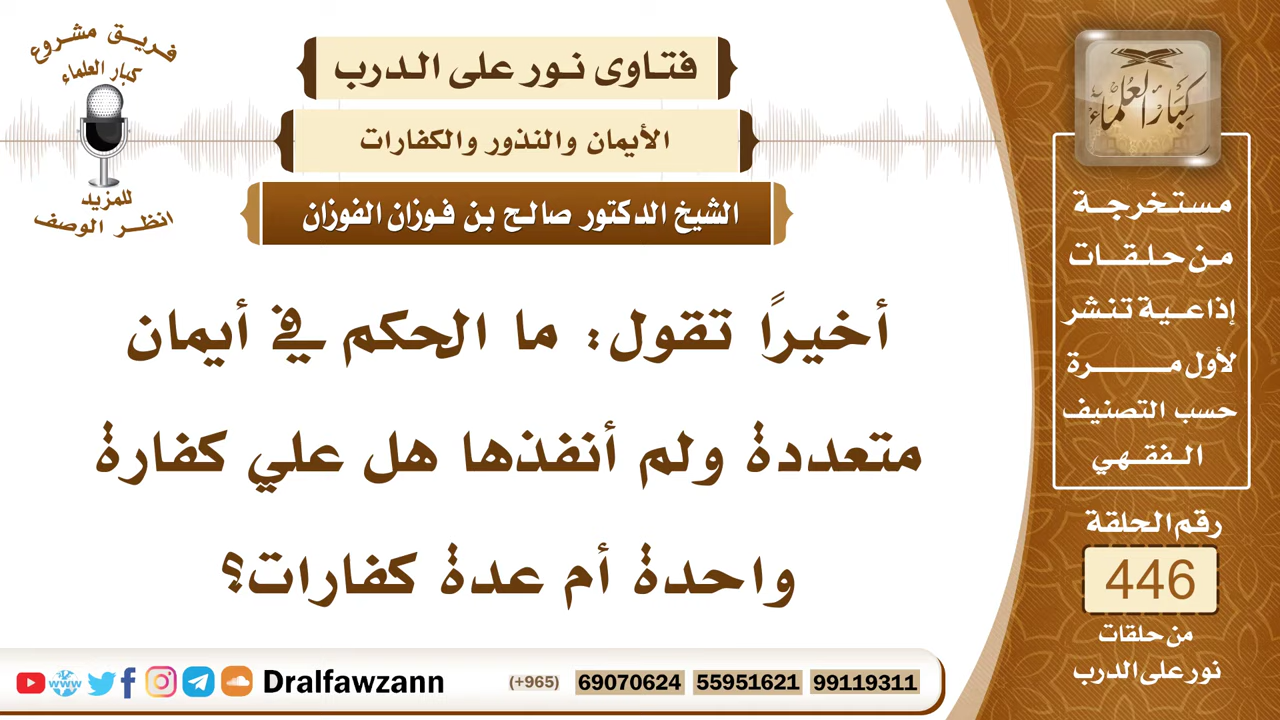 فريق مشروع
كبار العلماء
للمزيد
انظر الوصف
فتاوى نور على الدرب
الأيمان والنذور والكفارات
الشيخ الدكتور صالح بن فوزان الفوزان
أخيرًا تقول: ما الحكم في أيمان
متعددة ولم أنفذها هل علي كفارة
واحدة أم عدة كفارات؟
كبار العلماء
مستخرجة
من حلقات
إذاعية تنشر
لأول مرة
حسب التصنيف
الفقهي
رقم الحلقة
446
من حلقات
نور على الدرب
www Dralfawzann (+965) 69070624 55951621 99119311